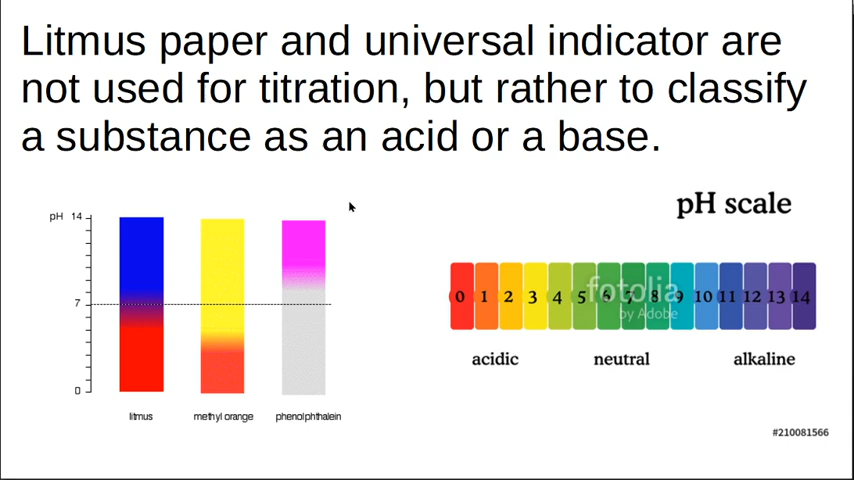 Litmus paper and universal indicator are
not used for titration, but rather to classify
a substance as an acid or a base.
pH scale
pH 14
7
0
litmus methyl orange phenolphthalein
0 1 2 3 4 5 6 7 8 9 10 11 12 13 14
fotolia
by Adobe
acidic neutral alkaline
#210081566